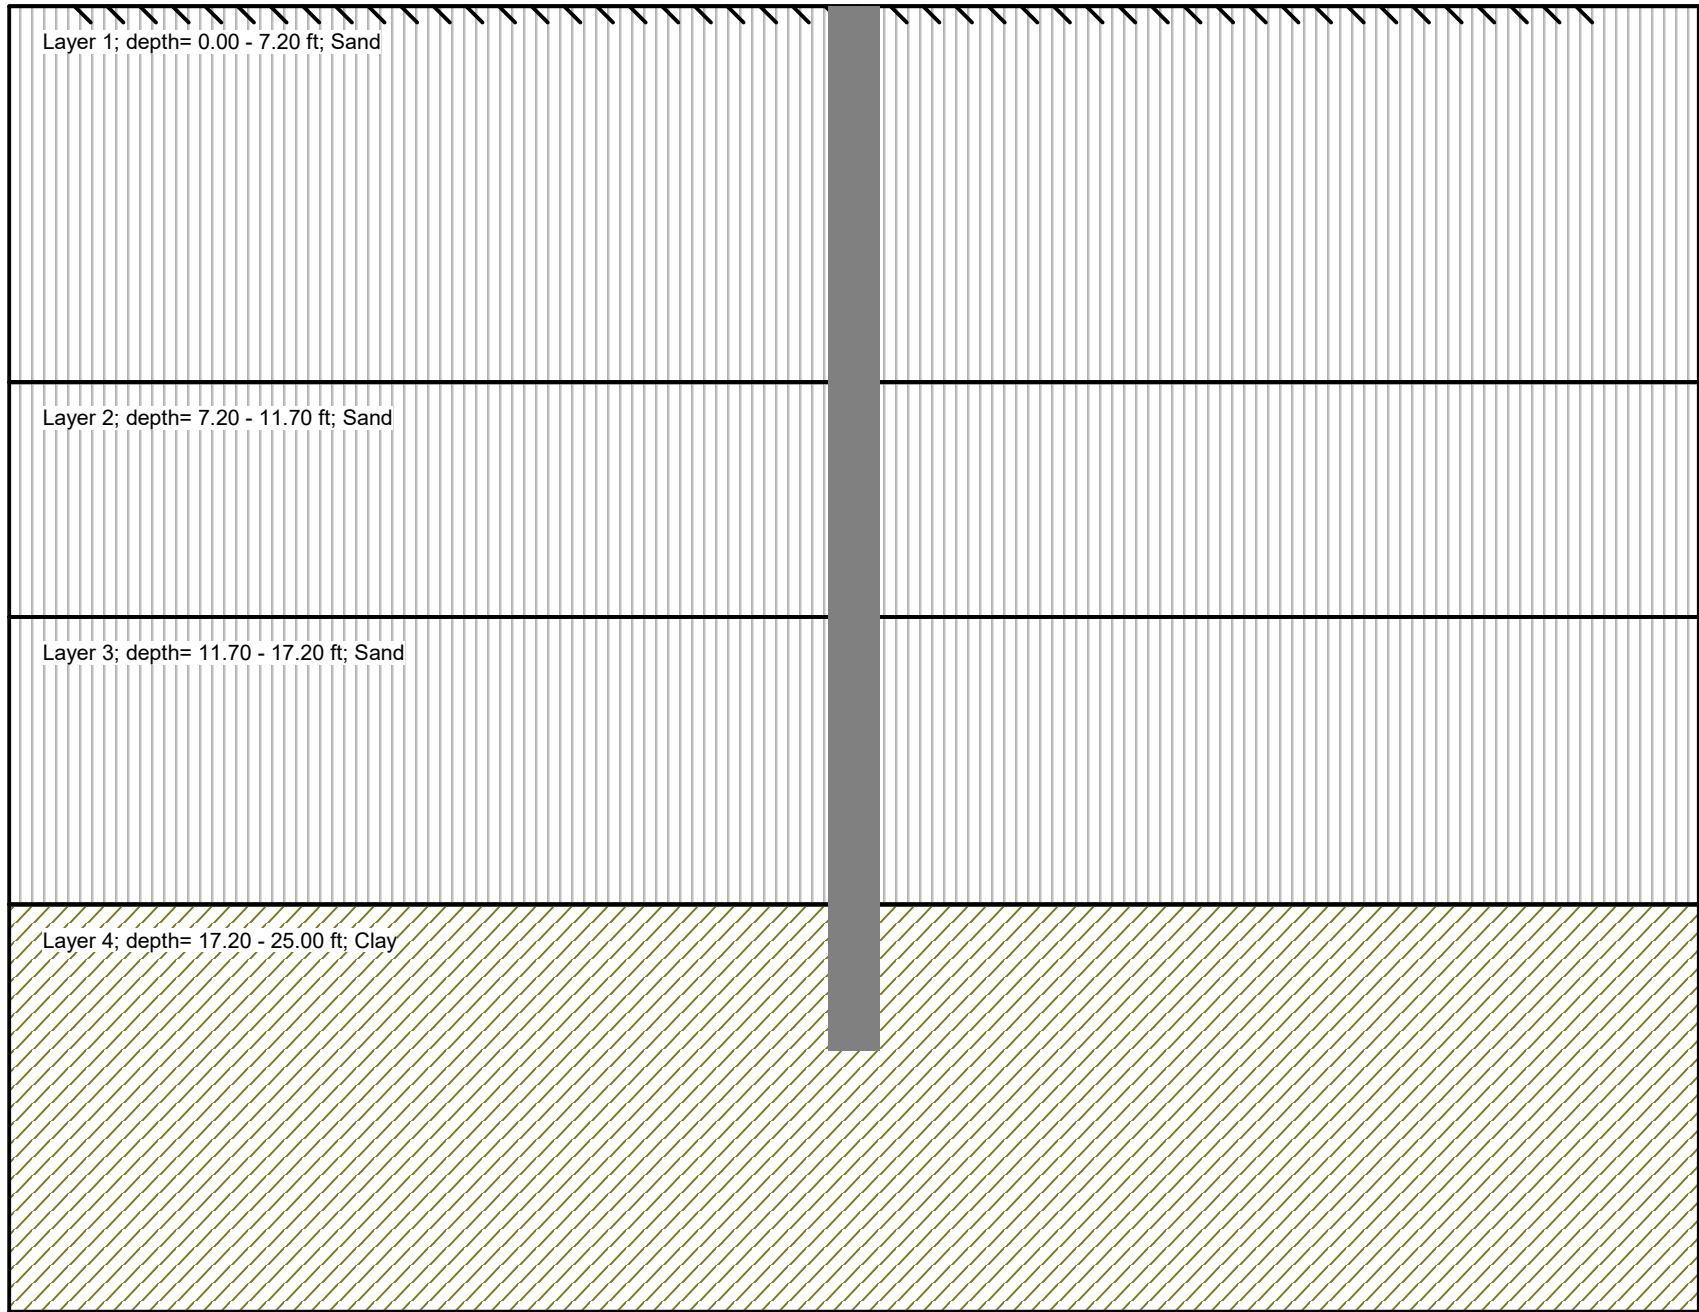 Layer 1; depth= 0.00 - 7.20 ft; Sand
Layer 2; depth= 7.20 - 11.70 ft; Sand
Layer 3; depth= 11.70 - 17.20 ft; Sand
Layer 4; depth= 17.20 - 25.00 ft; Clay